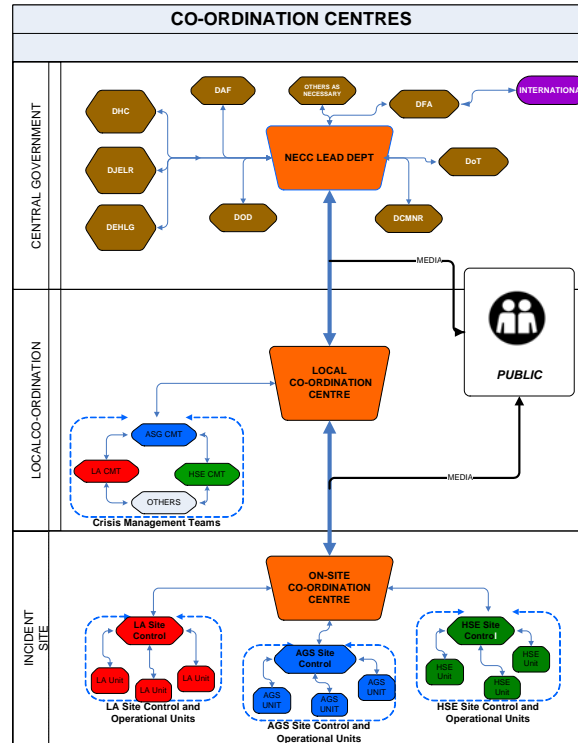 CO-ORDINATION CENTRES
CENTRAL GOVERNMENT
DHC
DAF
OTHERS AS
NECESSARY
DFA
INTERNATIONAL
DJELR
NECC LEAD DEPT
DoT
DEHLG
DOD
DCMNR
MEDIA
PUBLIC
LOCALCO-ORDINATION
LOCAL
CO-ORDINATION
CENTRE
ASG CMT
LA CMT
HSE CMT
OTHERS
Crisis Management Teams
MEDIA
INCIDENT
SITE
ON-SITE
CO-ORDINATION
CENTRE
LA Site
Control
LA Unit
LA Unit
LA Unit
LA Site Control and
Operational Units
AGS Site
Control
AGS
UNIT
AGS
UNIT
AGS
UNIT
AGS Site Control and
Operational Units
HSE Site
Control
HSE
Unit
HSE
Unit
HSE
Unit
HSE Site Control and
Operational Units